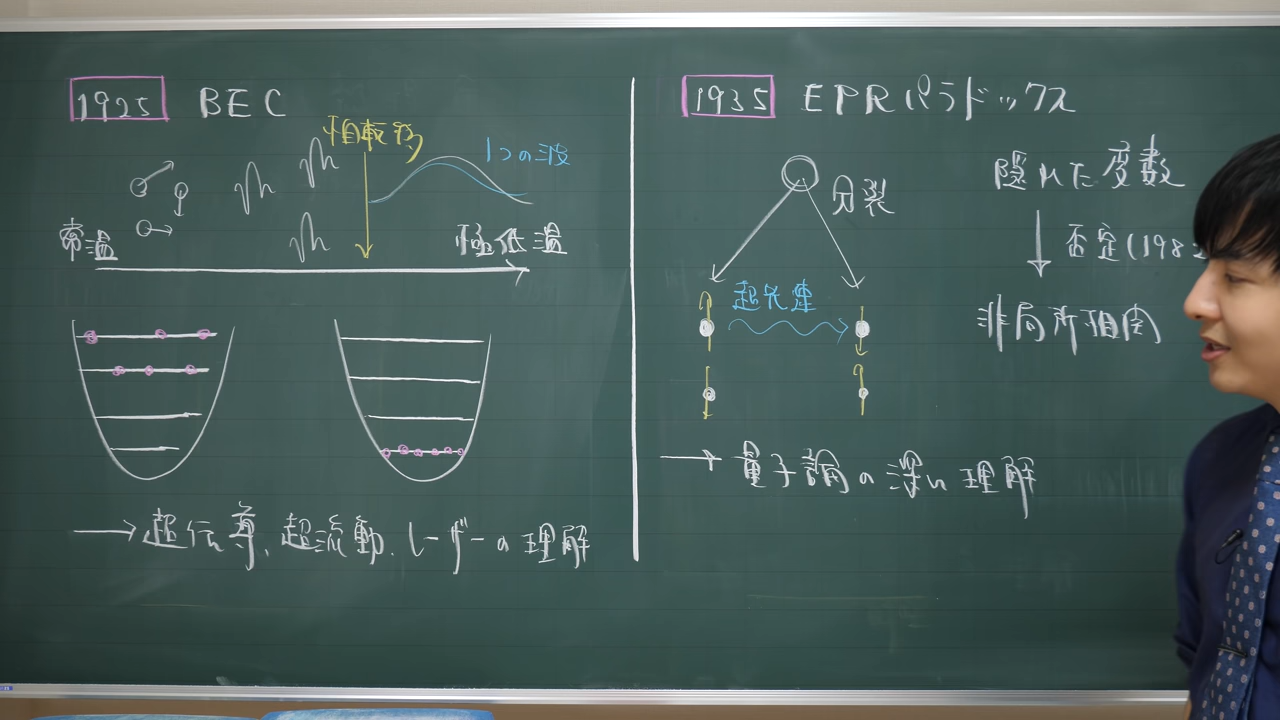 1925 BEC
相転移
1つの波
常温
極低温
→ 超伝導、超流動、レーザーの理解
1935 EPRパラドックス
分裂
隠れた変数
否定(1982
超光速
非局所相関
→ 量子論の深い理解